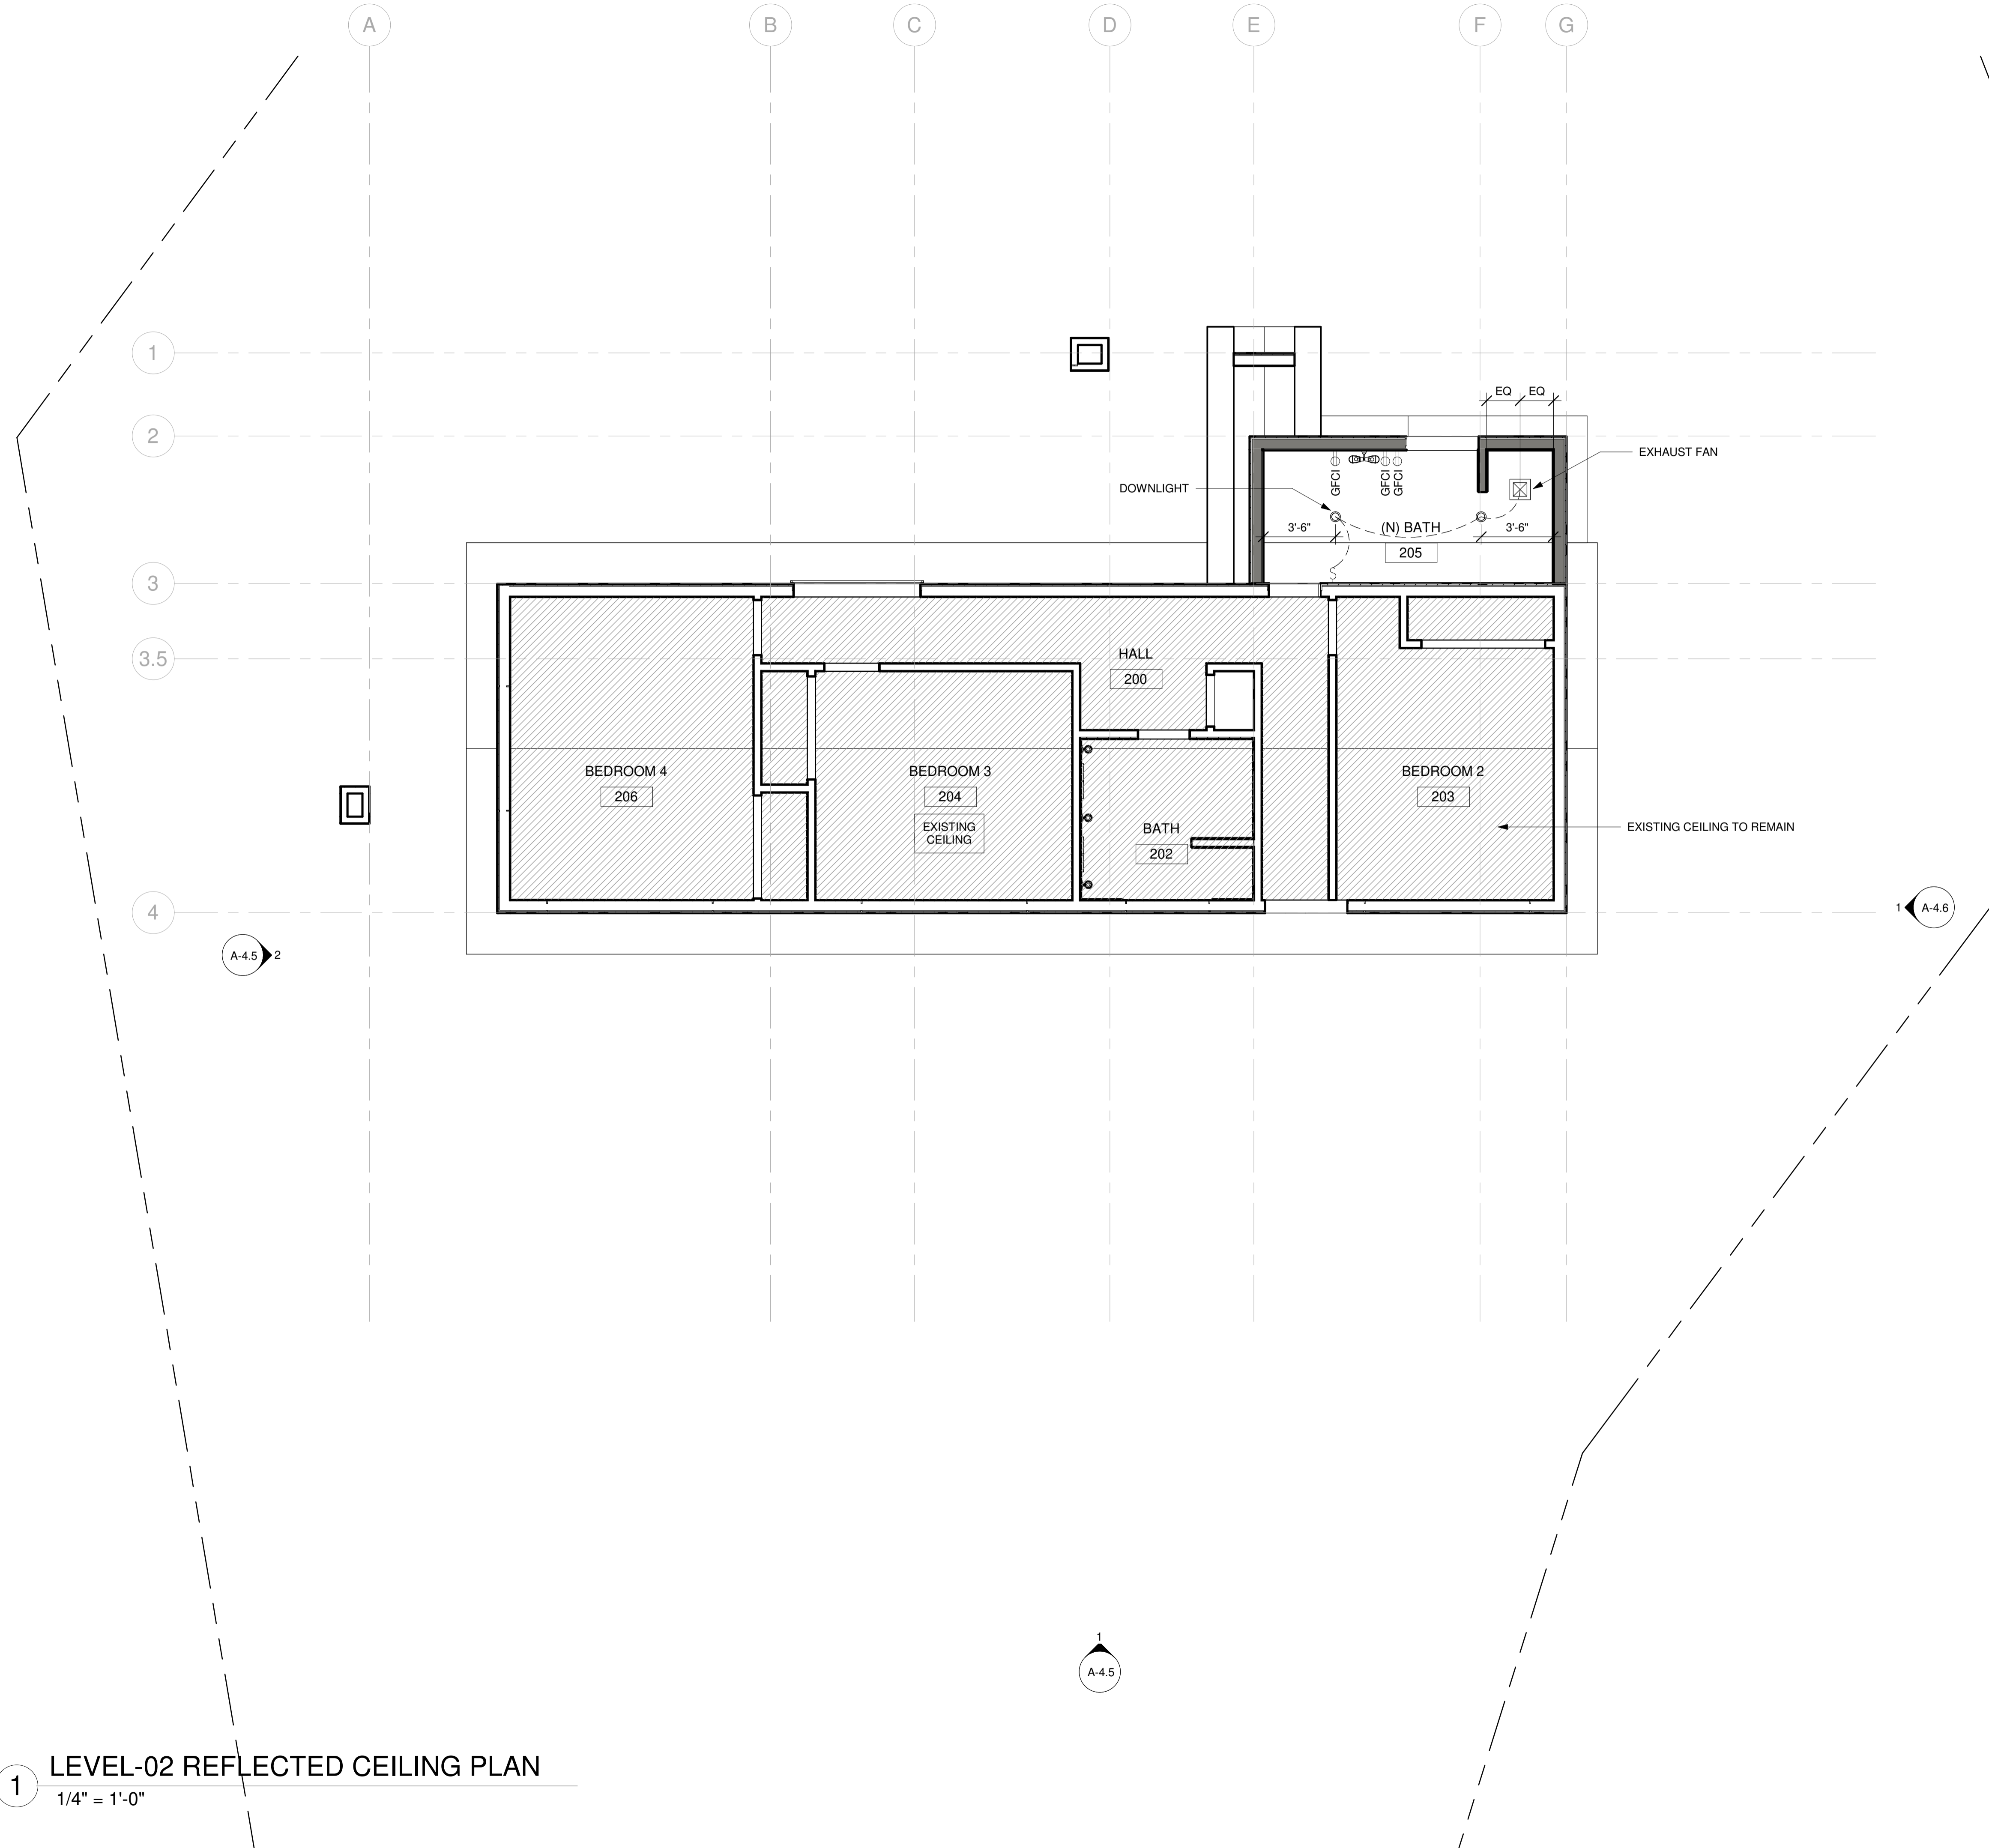 A B C D E F G
1
2
EQ EQ
EXHAUST FAN
DOWNLIGHT
GFCI
GFCI
GFCI
3'-6"
(N) BATH
3'-6"
205
S
3
3.5
HALL
200
BEDROOM 4
206
BEDROOM 3
204
EXISTING
CEILING
BATH
202
BEDROOM 2
203
EXISTING CEILING TO REMAIN
4
1 A-4.6
A-4.5 2
1
A-4.5
1 LEVEL-02 REFLECTED CEILING PLAN
1/4" = 1'-0"